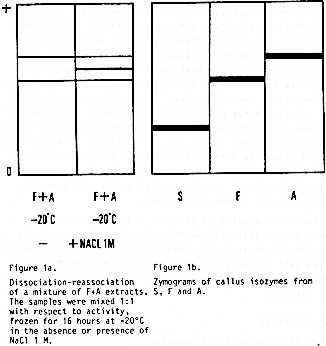 +
0
F+A F+A
-20°C -20°C
- +NACL 1M
S F A
Figure 1a.
Dissociation-reassociation
of a mixture of F+A extracts.
The samples were mixed 1:1
with respect to activity,
frozen for 16 hours at -20°C
in the absence or presence of
NaCl 1 M.
Figure 1b.
Zymograms of callus isozymes from
S, F and A.